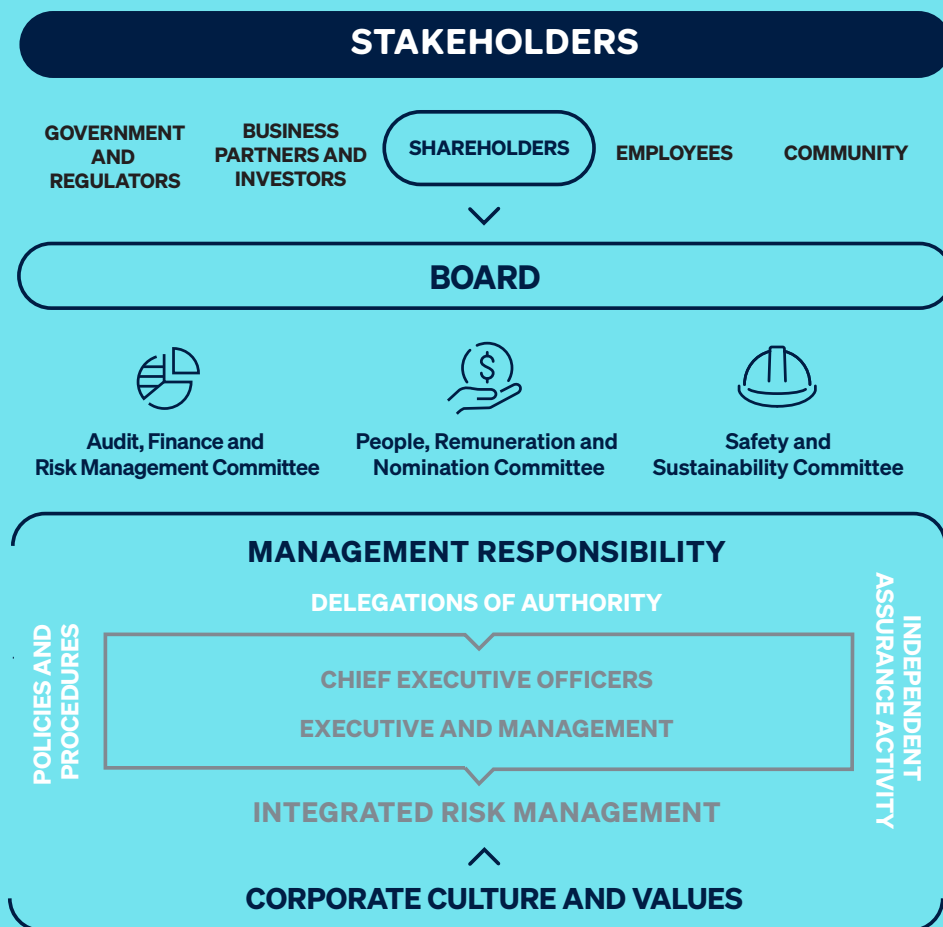 STAKEHOLDERS
GOVERNMENT
AND
REGULATORS
BUSINESS
PARTNERS AND
INVESTORS
SHAREHOLDERS
EMPLOYEES
COMMUNITY
BOARD
$
Audit, Finance and
Risk Management Committee
People, Remuneration and
Nomination Committee
Safety and
Sustainability Committee
MANAGEMENT RESPONSIBILITY
DELEGATIONS OF AUTHORITY
POLICIES AND
PROCEDURES
CHIEF EXECUTIVE OFFICERS
EXECUTIVE AND MANAGEMENT
INDEPENDENT
ASSURANCE ACTIVITY
INTEGRATED RISK MANAGEMENT
CORPORATE CULTURE AND VALUES